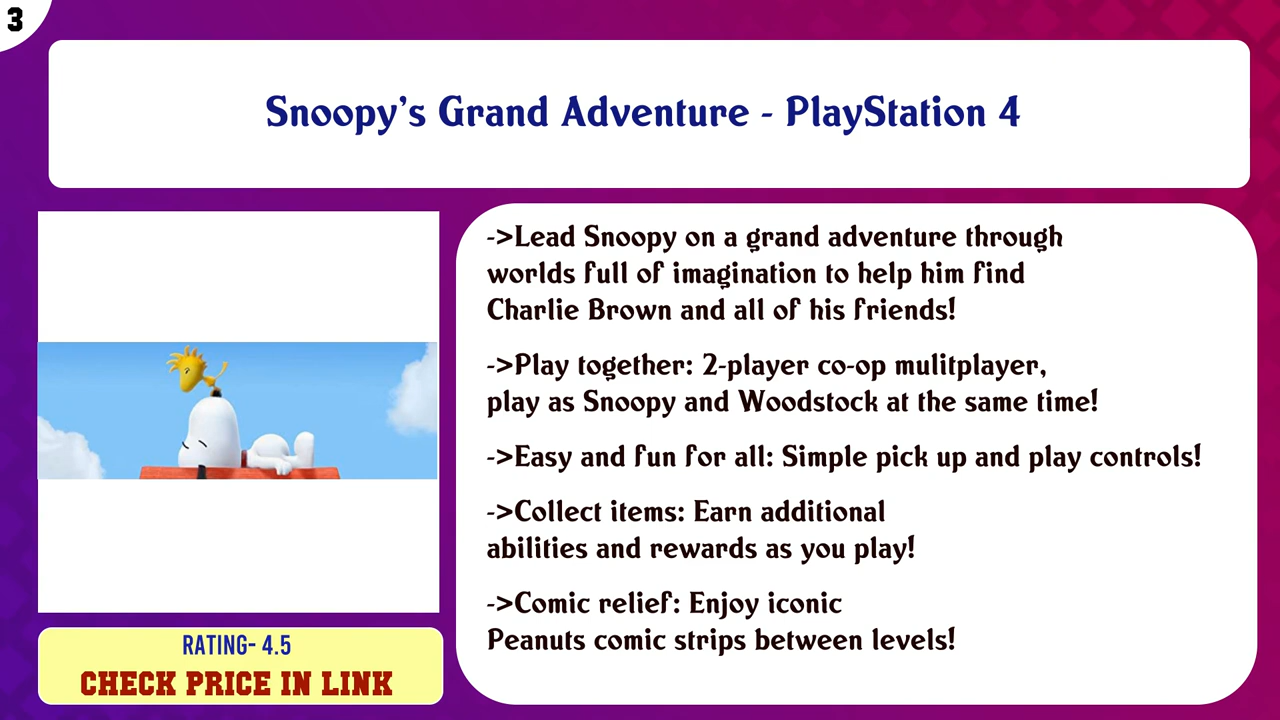 3
Snoopy's Grand Adventure - PlayStation 4
->Lead Snoopy on a grand adventure through
worlds full of imagination to help him find
Charlie Brown and all of his friends!
->Play together: 2-player co-op mulitplayer,
play as Snoopy and Woodstock at the same time!
->Easy and fun for all: Simple pick up and play controls!
->Collect items: Earn additional
abilities and rewards as you play!
->Comic relief: Enjoy iconic
Peanuts comic strips between levels!
RATING- 4.5
CHECK PRICE IN LINK